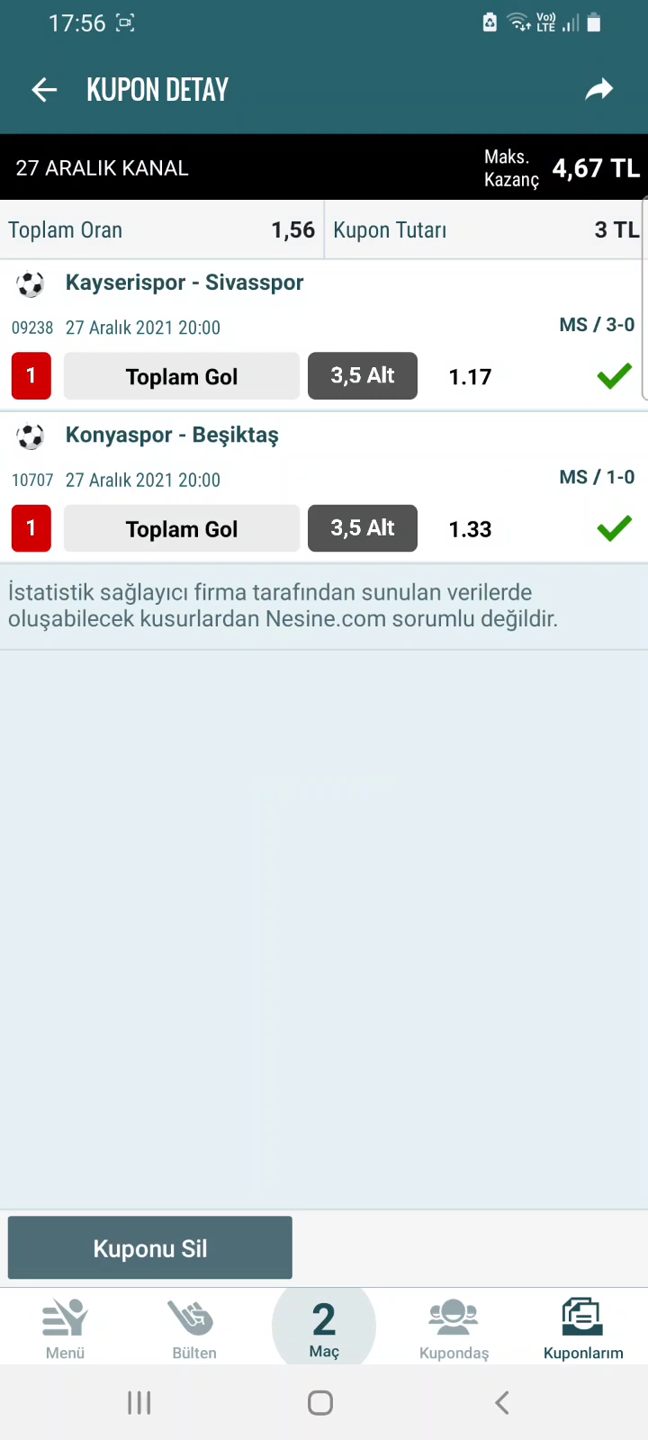 17:56
Vo))
LTE
KUPON DETAY
27 ARALIK KANAL
Maks.
Kazanç
4,67 TL
Toplam Oran 1,56
Kupon Tutarı 3 TL
Kayserispor - Sivasspor
09238 27 Aralık 2021 20:00 MS / 3-0
1 Toplam Gol 3,5 Alt 1.17
Konyaspor - Beşiktaş
10707 27 Aralık 2021 20:00 MS / 1-0
1 Toplam Gol 3,5 Alt 1.33
İstatistik sağlayıcı firma tarafından sunulan verilerde
oluşabilecek kusurlardan Nesine.com sorumlu değildir.
Kuponu Sil
2
Menü Bülten Maç Kupondaş Kuponlarım